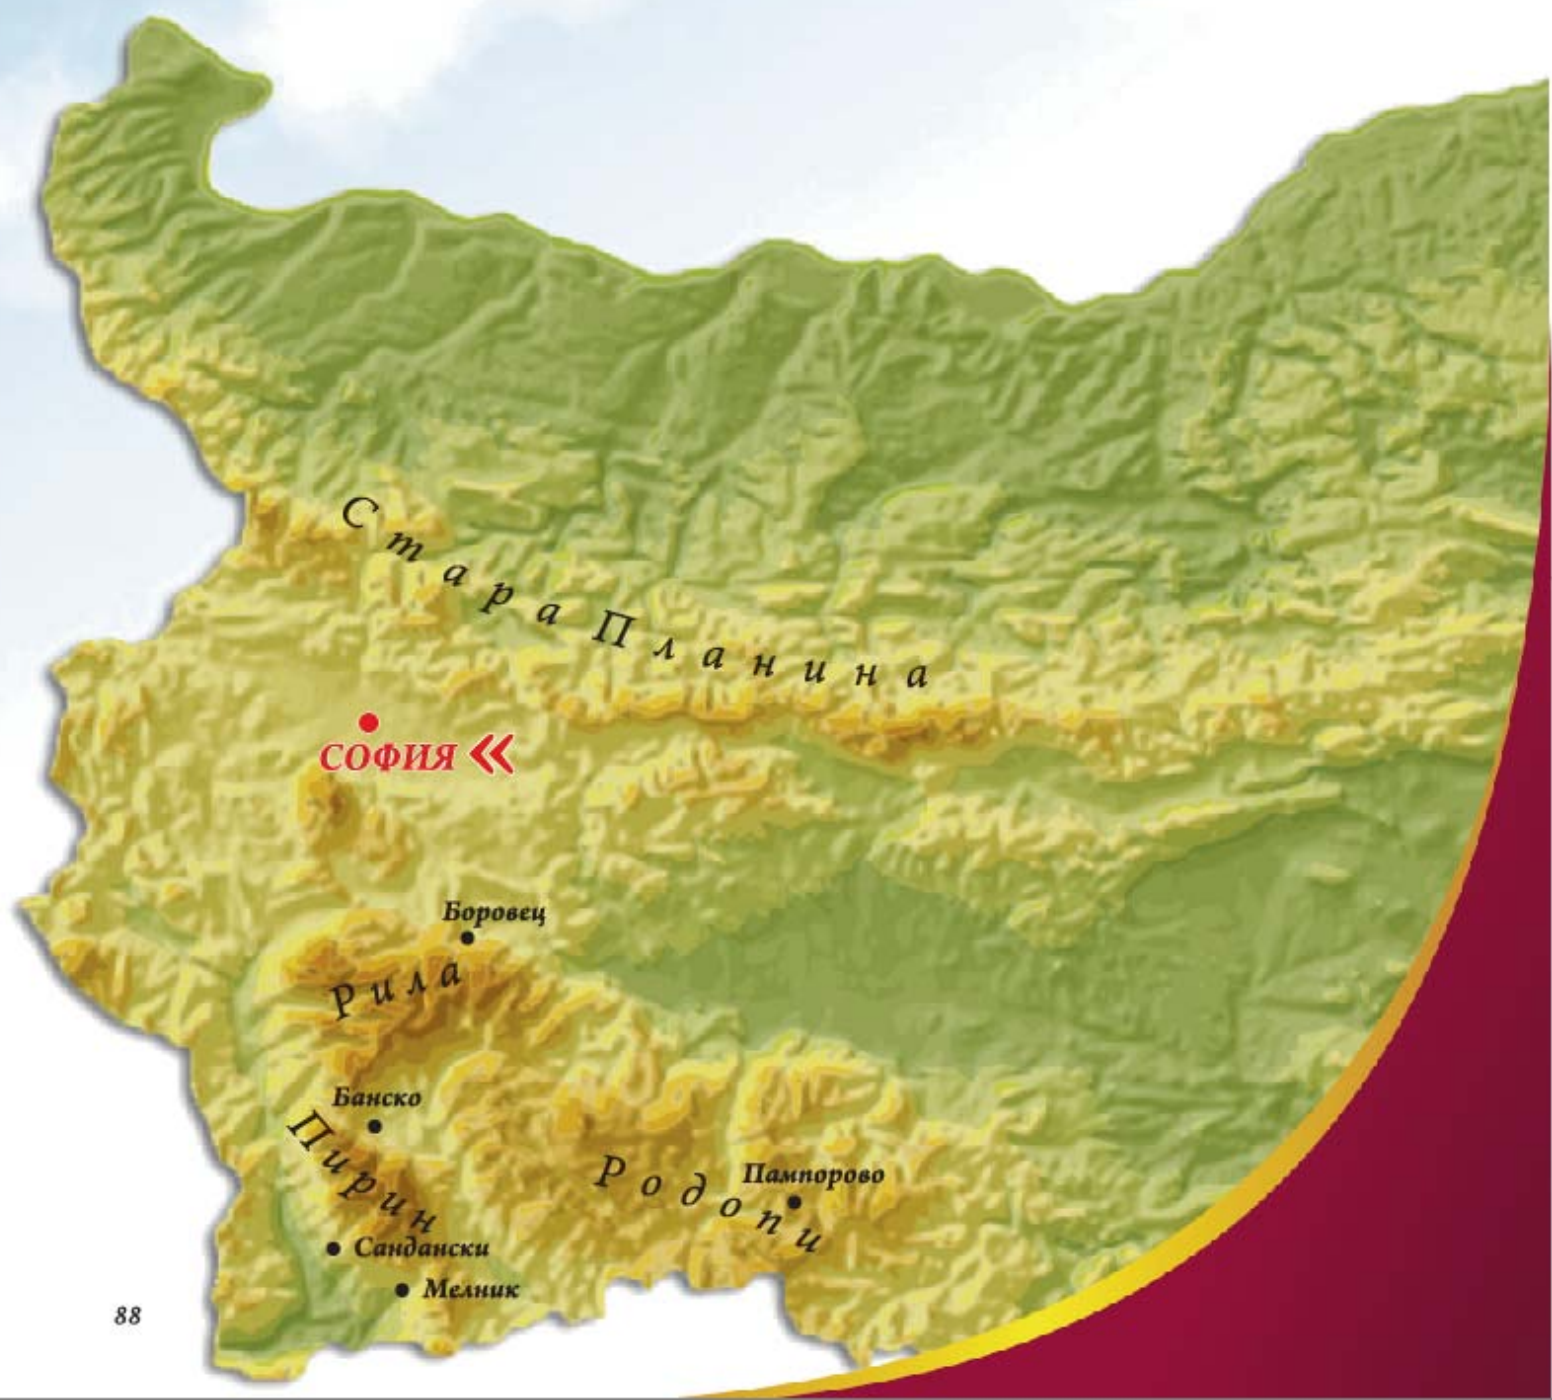 Стара Планина
СОФИЯ «
Боровец
Рила
Банско
Пирин
Родопи
Пампорово
Сандански
Мелник
88